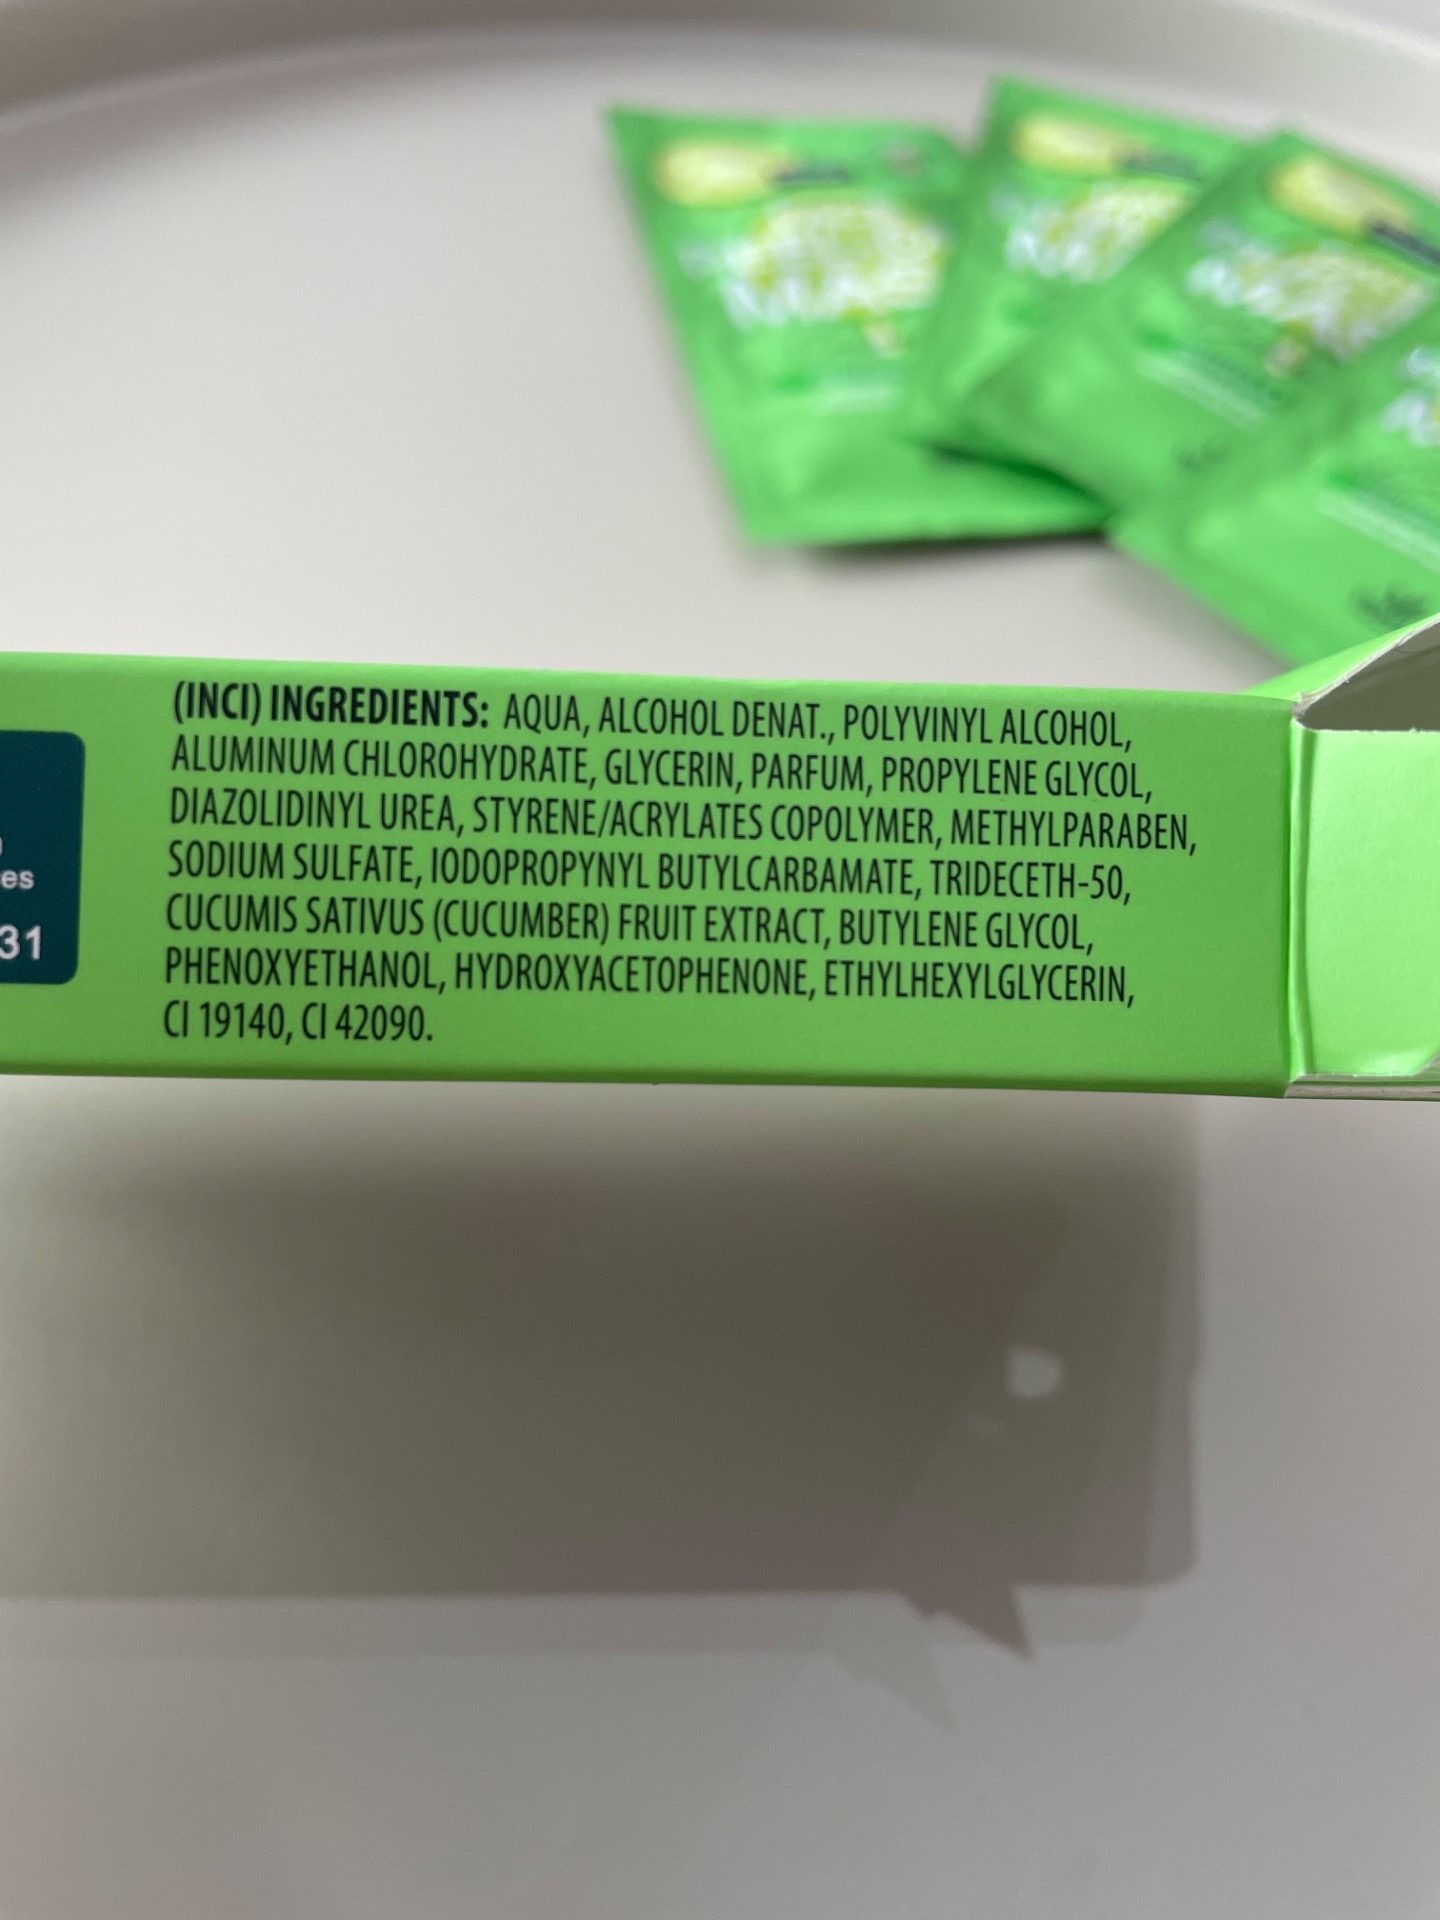 (INCI) INGREDIENTS: AQUA, ALCOHOL DENAT., POLYVINYL ALCOHOL,
ALUMINUM CHLOROHYDRATE, GLYCERIN, PARFUM, PROPYLENE GLYCOL,
DIAZOLIDINYL UREA, STYRENE/ACRYLATES COPOLYMER, METHYLPARABEN,
SODIUM SULFATE, IODOPROPYNYL BUTYLCARBAMATE, TRIDECETH-50,
CUCUMIS SATIVUS (CUCUMBER) FRUIT EXTRACT, BUTYLENE GLYCOL,
PHENOXYETHANOL, HYDROXYACETOPHENONE, ETHYLHEXYLGLYCERIN,
CI 19140, CI 42090.
es
31